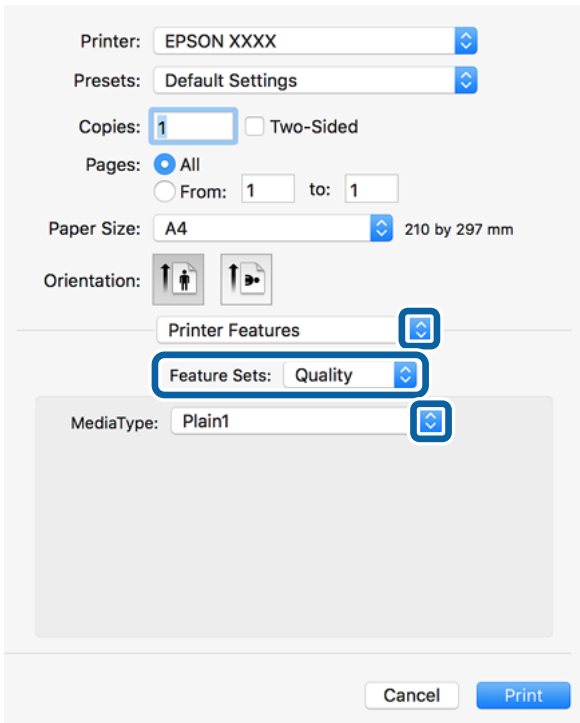 Printer: EPSON XXXX
Presets: Default Settings
Copies: 1 Two-Sided
Pages: All
From: 1 to: 1
Paper Size: A4 210 by 297 mm
Orientation:
Printer Features
Feature Sets: Quality
MediaType: Plain1
Cancel Print